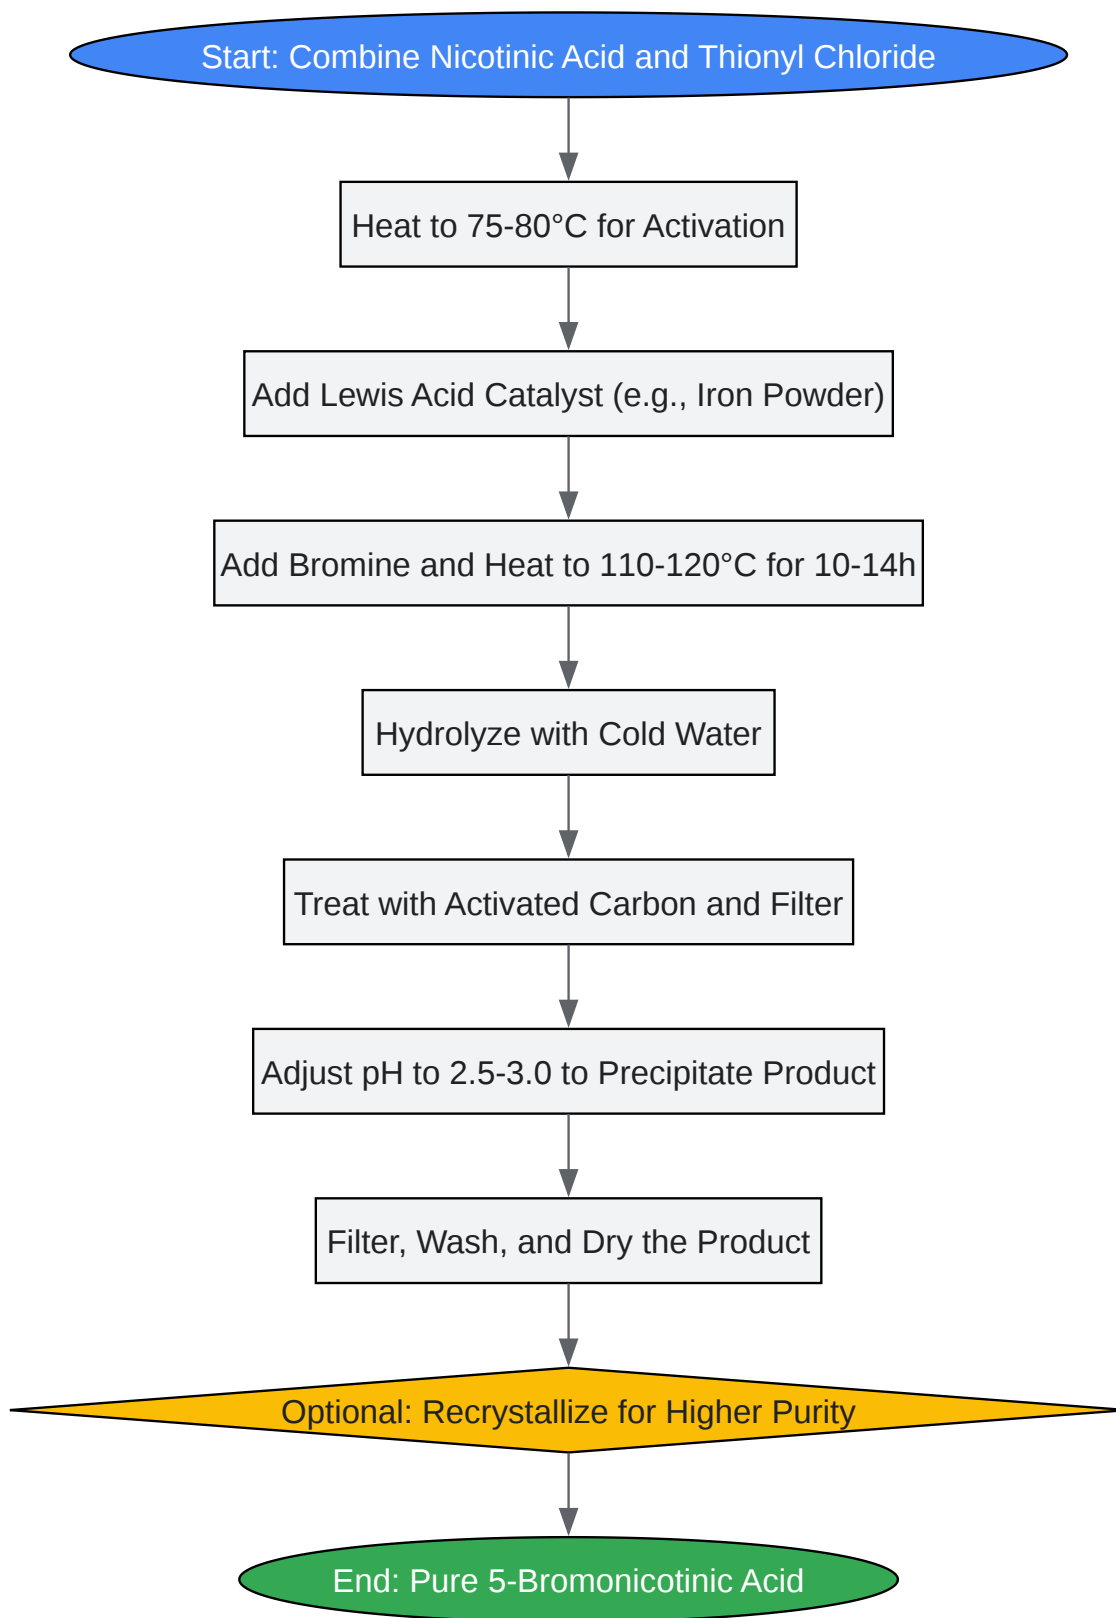 Start: Combine Nicotinic Acid and Thionyl Chloride
Heat to 75-80°C for Activation
Add Lewis Acid Catalyst (e.g., Iron Powder)
Add Bromine and Heat to 110-120°C for 10-14h
Hydrolyze with Cold Water
Treat with Activated Carbon and Filter
Adjust pH to 2.5-3.0 to Precipitate Product
Filter, Wash, and Dry the Product
Optional: Recrystallize for Higher Purity
End: Pure 5-Bromonicotinic Acid